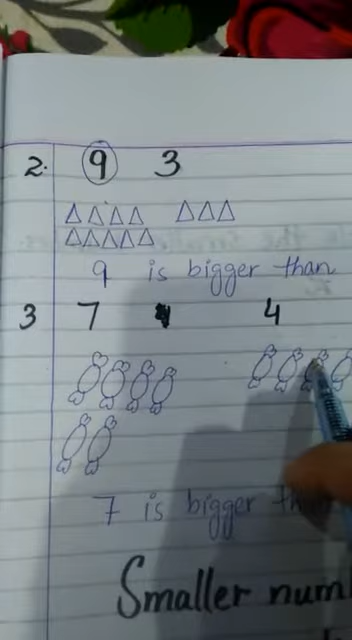 2. 9 3
9 is bigger than
3 7 4
7 is bigger
Smaller num